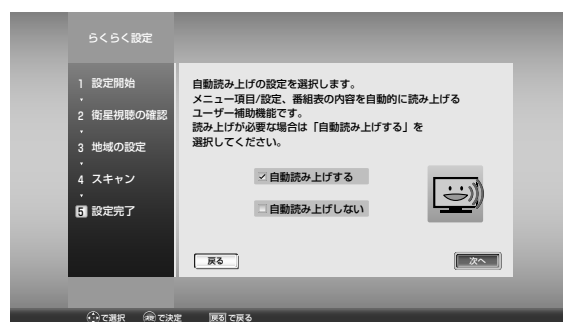 らくらく設定
1 設定開始
2 衛星視聴の確認
3 地域の設定
4 スキャン
5 設定完了
自動読み上げの設定を選択します。
メニュー項目/設定、番組表の内容を自動的に読み上げる
ユーザー補助機能です。
読み上げが必要な場合は「自動読み上げする」を
選択してください。
自動読み上げする
自動読み上げしない
戻る
次へ
で選択 決定 で決定 戻る で戻る